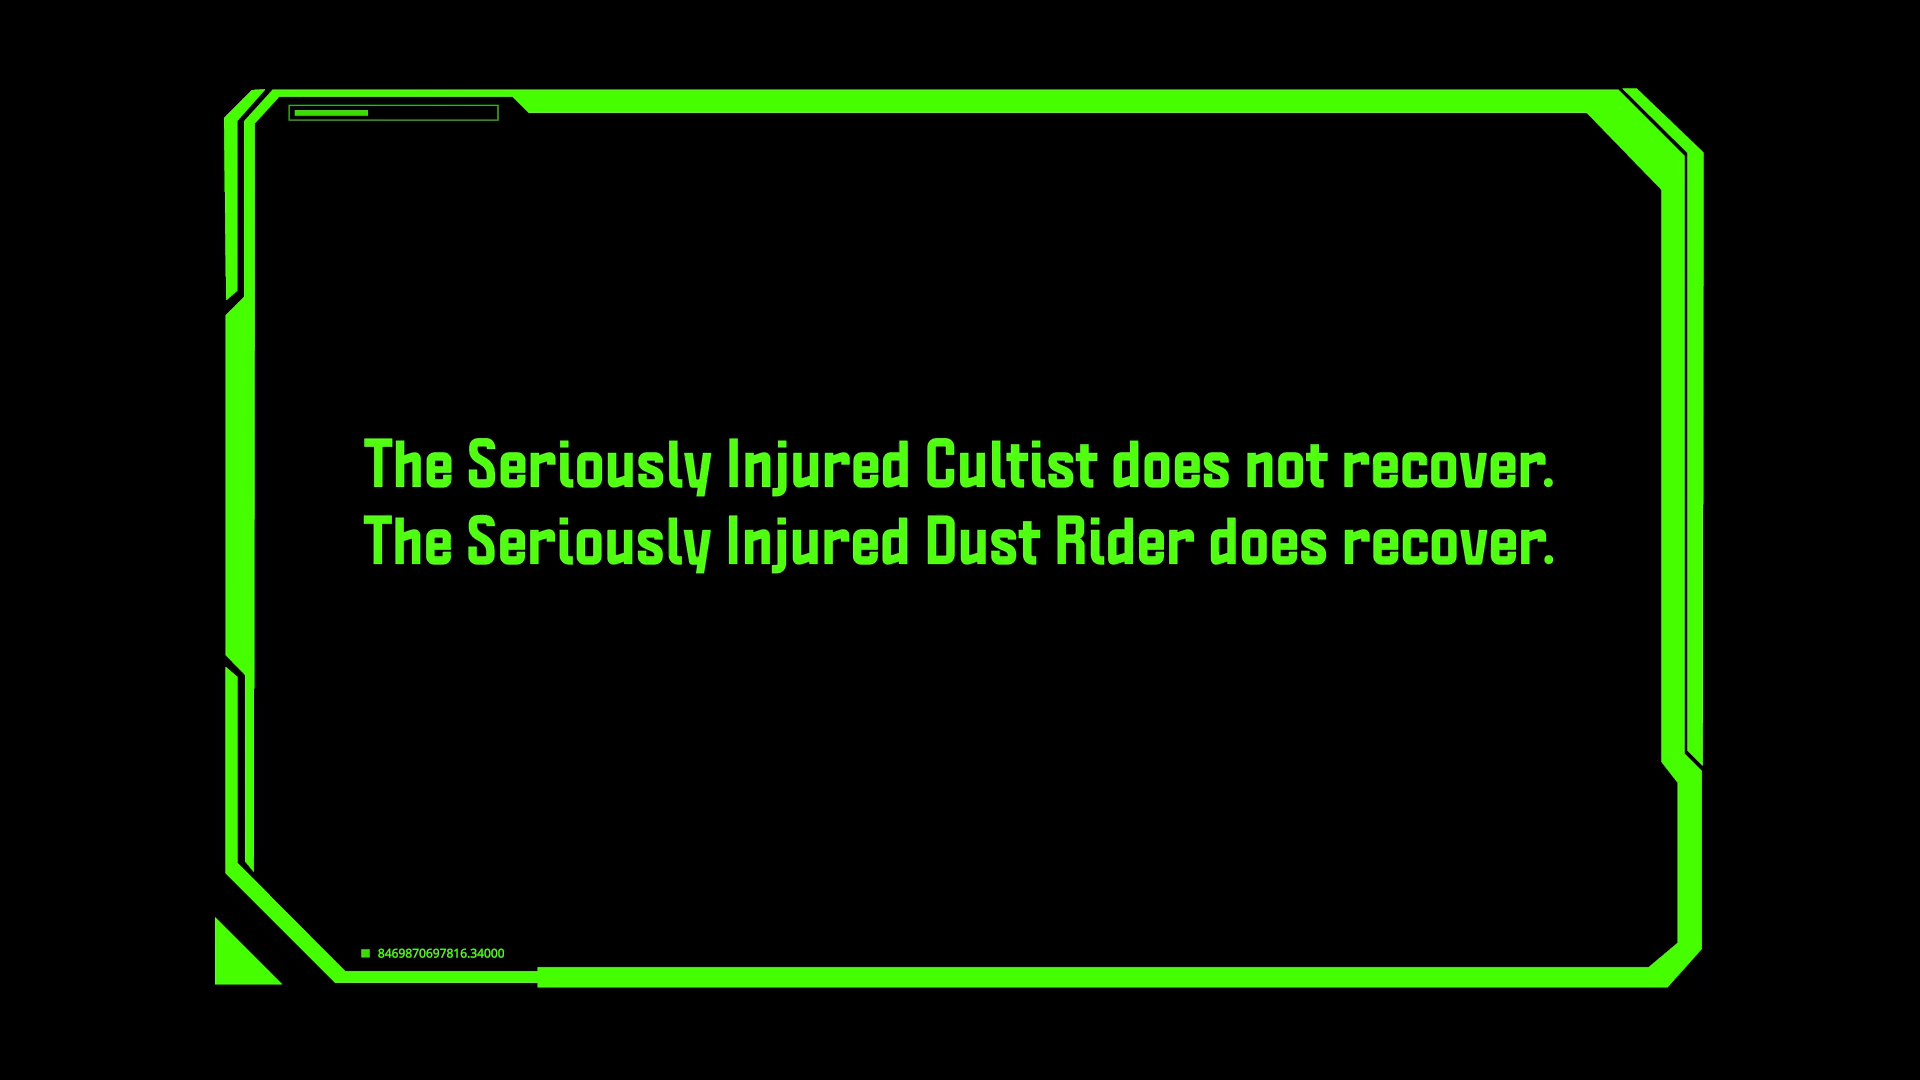 The Seriously Injured Cultist does not recover.
The Seriously Injured Dust Rider does recover.
8469870697816.34000